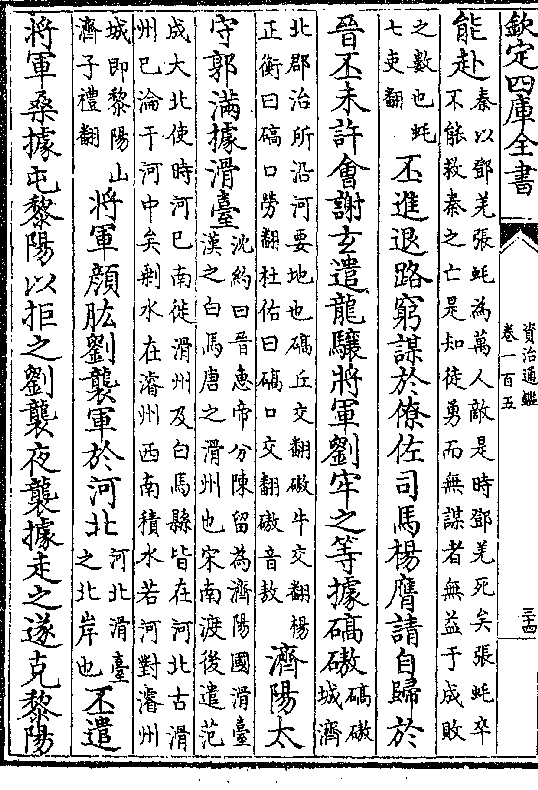 欽定四庫全書
資治通鑑
卷一百五
三十四
能赴秦以鄧羌張蚝為萬人敵是時鄧羌死矣張蚝卒
不能救秦之亡是知徒勇而無謀者無益于成敗
之數也蚝
七吏翻
丕進退路窮謀於僚佐司馬楊膺請自歸於
晉丕未許會謝玄遣龍驤將軍劉牢之等據碻磝碻磝
城濟
北郡治所沿河要地也碻丘交翻磝牛交翻楊
正衡曰碻口勞翻杜佑曰碻口交翻磝音敖
濟陽太
守郭滿據滑臺沈約曰晉惠帝分陳留為濟陽國滑臺
漢之白馬唐之滑州也宋南渡後遣范
成大北使時河已南徙滑州及白馬縣皆在河北古滑
州已淪于河中矣剩水在濬州西南積水若河對濬州
城即黎陽山
濟子禮翻
將軍顏肱劉襲軍於河北河北滑臺
之北岸也
丕遣
將軍桑據屯黎陽以拒之劉襲夜襲據走之遂克黎陽